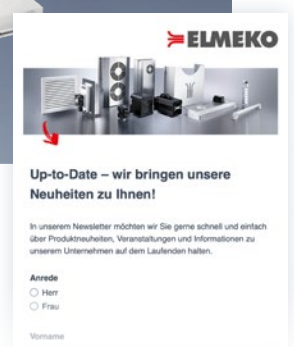 ELMEKO
Up-to-Date – wir bringen unsere
Neuheiten zu Ihnen!
In unserem Newsletter möchten wir Sie gerne schnell und einfach
über Produktneuheiten, Veranstaltungen und Informationen zu
unserem Unternehmen auf dem Laufenden halten.
Anrede
Herr
Frau
Vorname